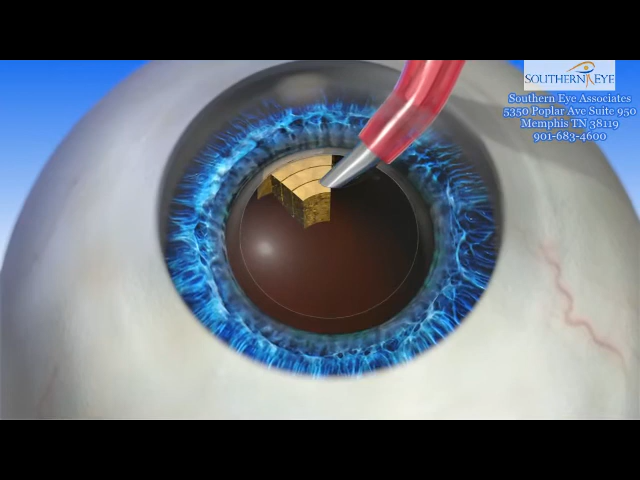 SOUTHERN EYE
Southern Eye Associates
5350 Poplar Ave Suite 950
Memphis TN 38119
901-683-4600